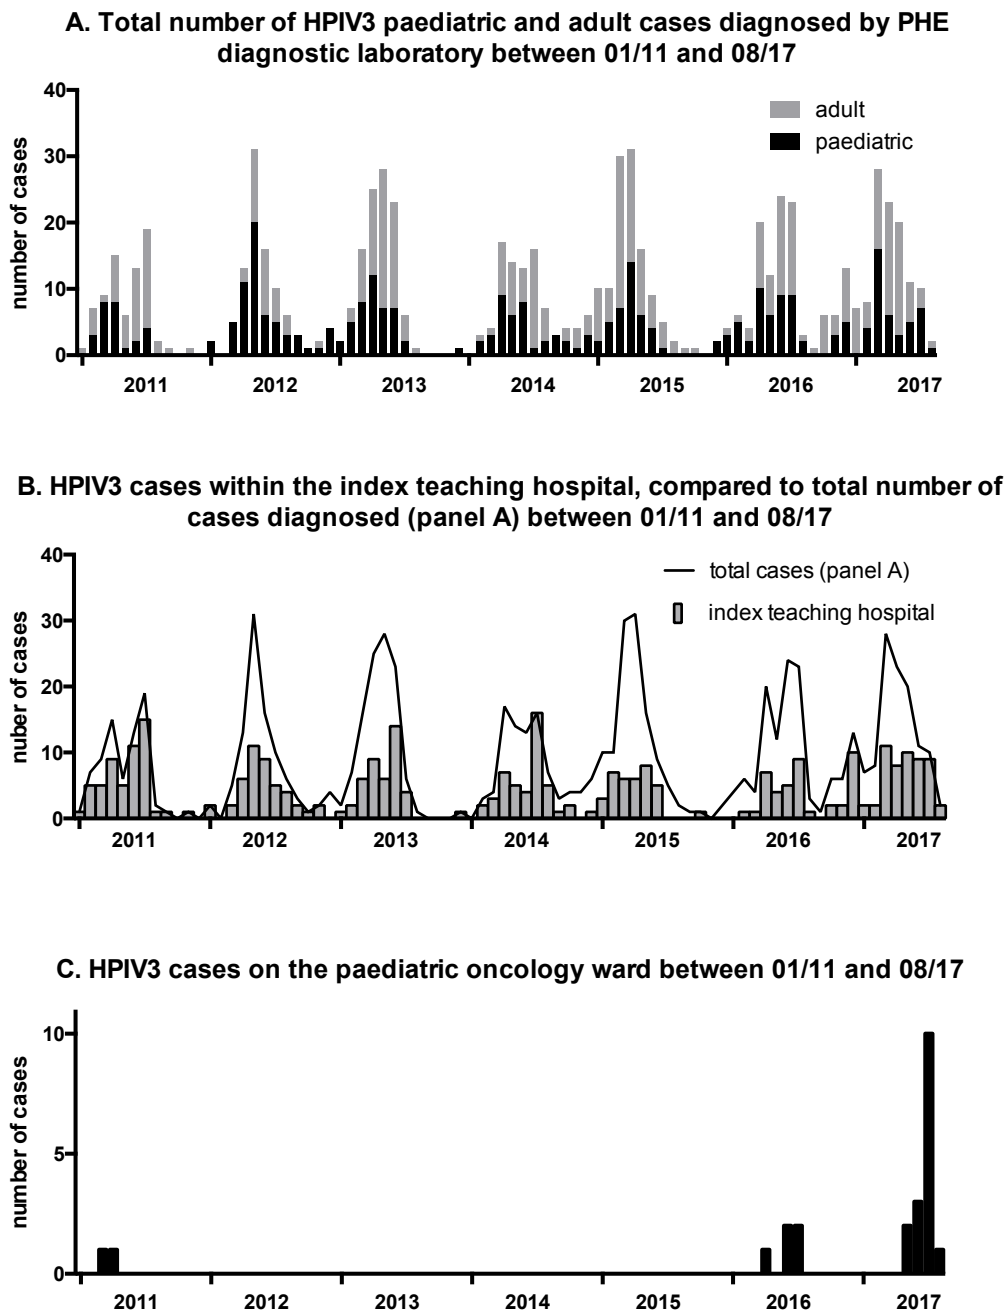 A. Total number of HPIV3 paediatric and adult cases diagnosed by PHE
diagnostic laboratory between 01/11 and 08/17
40
30
20
10
0
number of cases
adult
paediatric
2011 2012 2013 2014 2015 2016 2017
B. HPIV3 cases within the index teaching hospital, compared to total number of
cases diagnosed (panel A) between 01/11 and 08/17
40
30
20
10
0
nuber of cases
total cases (panel A)
index teaching hospital
2011 2012 2013 2014 2015 2016 2017
C. HPIV3 cases on the paediatric oncology ward between 01/11 and 08/17
10
5
0
number of cases
2011 2012 2013 2014 2015 2016 2017